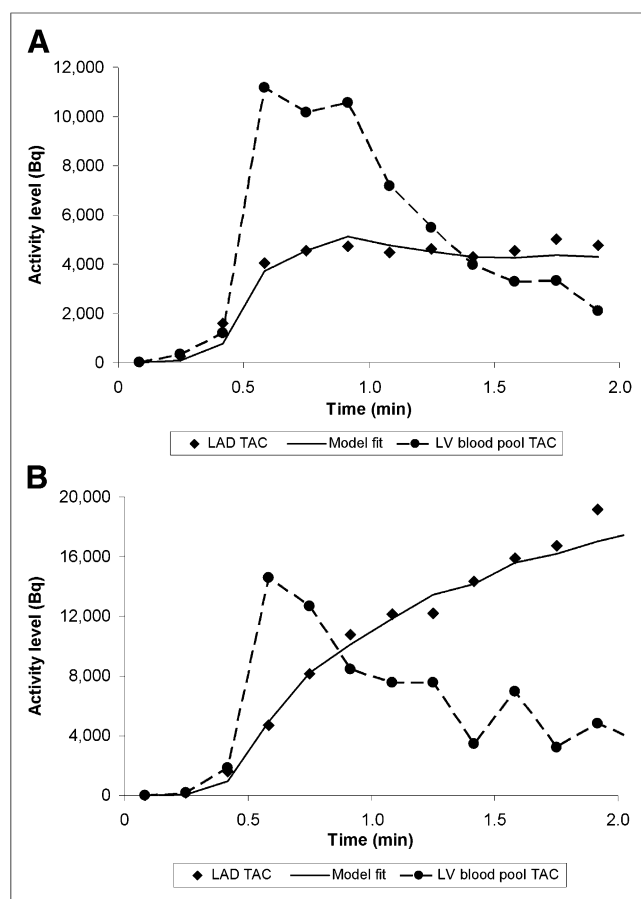 A
12,000
10,000
8,000
6,000
4,000
2,000
0
Activity level (Bq)
0 0.5 1.0 1.5 2.0
Time (min)
LAD TAC Model fit LV blood pool TAC
B
20,000
16,000
12,000
8,000
4,000
0
Activity level (Bq)
0 0.5 1.0 1.5 2.0
Time (min)
LAD TAC Model fit LV blood pool TAC